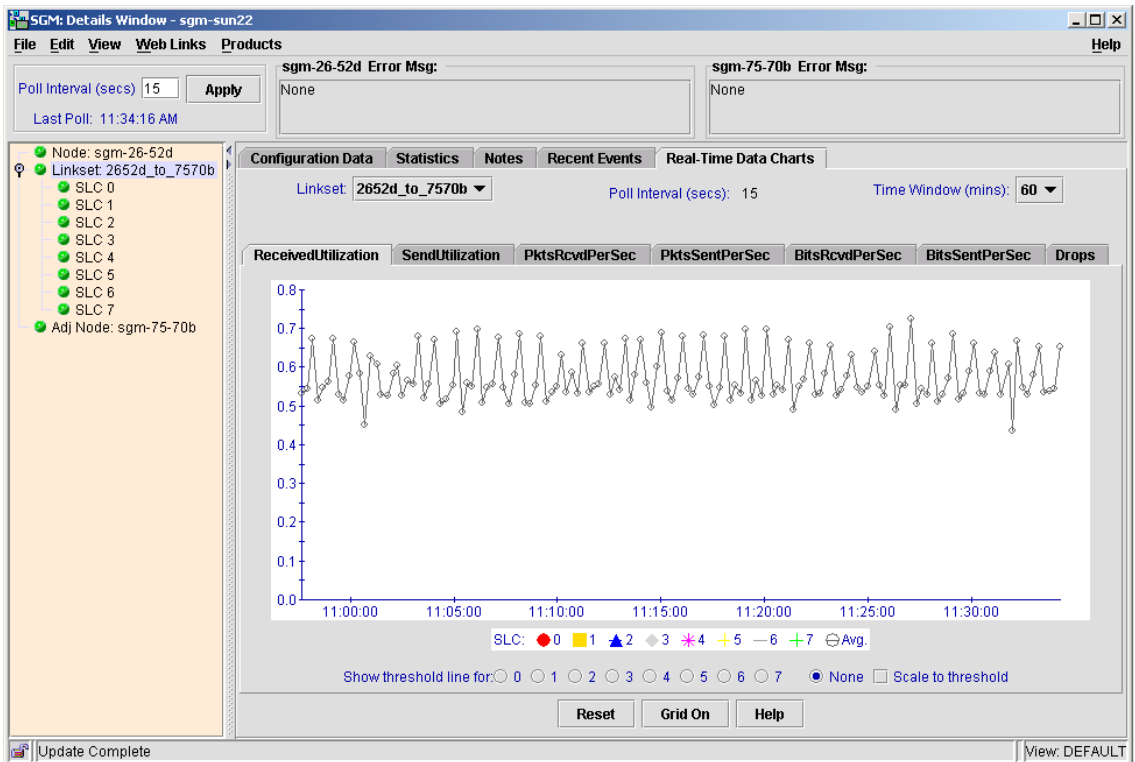 SGM: Details Window - sgm-sun22
File Edit View Web Links Products Help
Poll Interval (secs) 15 Apply
Last Poll: 11:34:16 AM
sgm-26-52d Error Msg:
None
sgm-75-70b Error Msg:
None
Node: sgm-26-52d
Linkset: 2652d_to_7570b
SLC 0
SLC 1
SLC 2
SLC 3
SLC 4
SLC 5
SLC 6
SLC 7
Adj Node: sgm-75-70b
Configuration Data Statistics Notes Recent Events Real-Time Data Charts
Linkset: 2652d_to_7570b Poll Interval (secs): 15 Time Window (mins): 60
ReceivedUtilization SendUtilization PktsRcvdPerSec PktsSentPerSec BitsRcvdPerSec BitsSentPerSec Drops
0.8
0.7
0.6
0.5
0.4
0.3
0.2
0.1
0.0
11:00:00 11:05:00 11:10:00 11:15:00 11:20:00 11:25:00 11:30:00
SLC: 0 1 2 3 4 5 6 7 Avg.
Show threshold line for: 0 1 2 3 4 5 6 7 None Scale to threshold
Reset Grid On Help
Update Complete View: DEFAULT